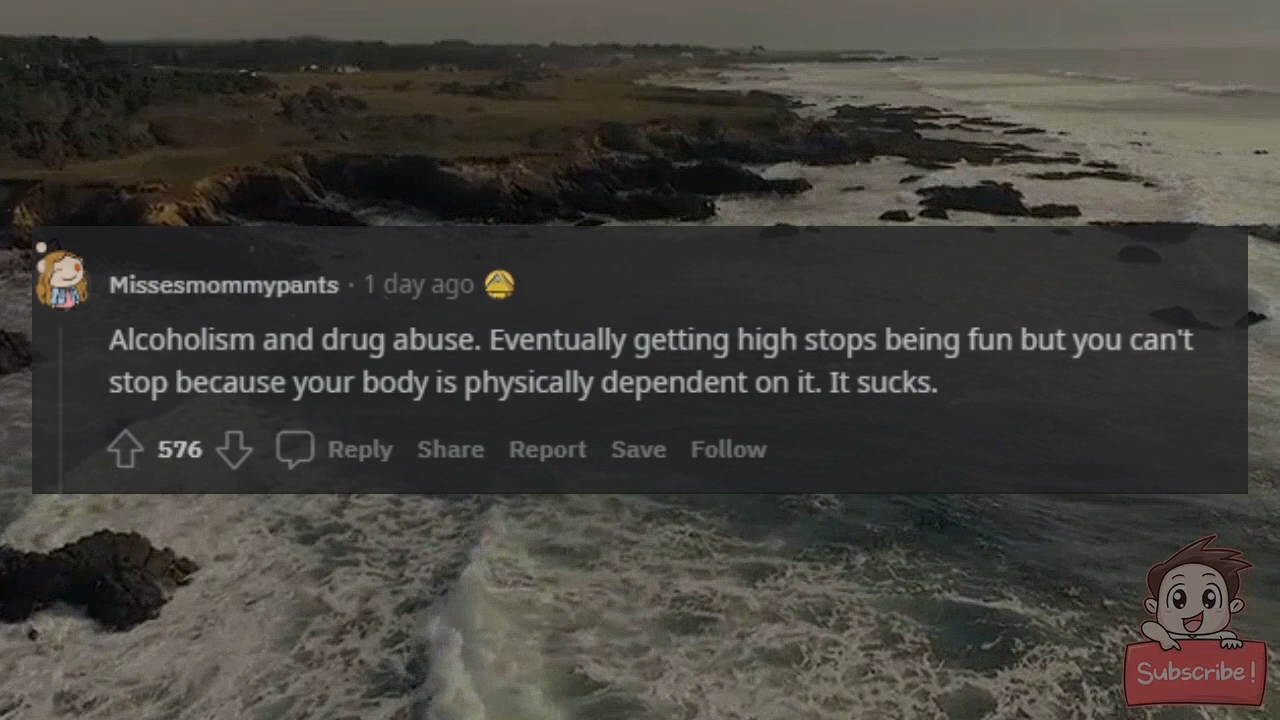 Missesmommypants · 1 day ago
Alcoholism and drug abuse. Eventually getting high stops being fun but you can't
stop because your body is physically dependent on it. It sucks.
576 Reply Share Report Save Follow
Subscribe!